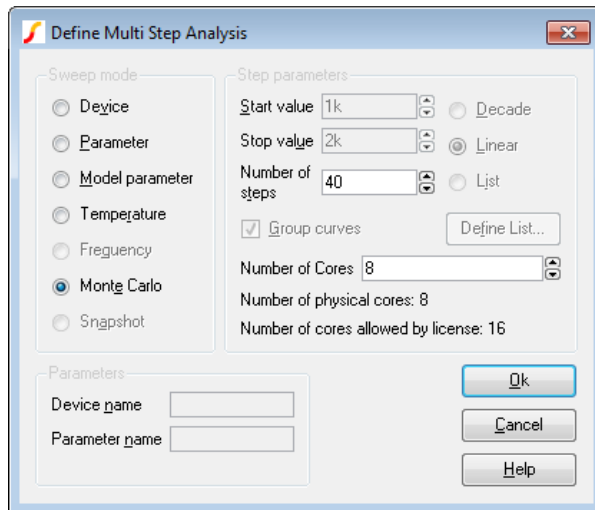 Define Multi Step Analysis
Sweep mode
Device
Parameter
Model parameter
Temperature
Frequency
Monte Carlo
Snapshot
Step parameters
Start value 1k
Decade
Stop value 2k
Linear
Number of
steps 40
List
Group curves
Define List...
Number of Cores 8
Number of physical cores: 8
Number of cores allowed by license: 16
Parameters
Device name
Parameter name
Ok
Cancel
Help